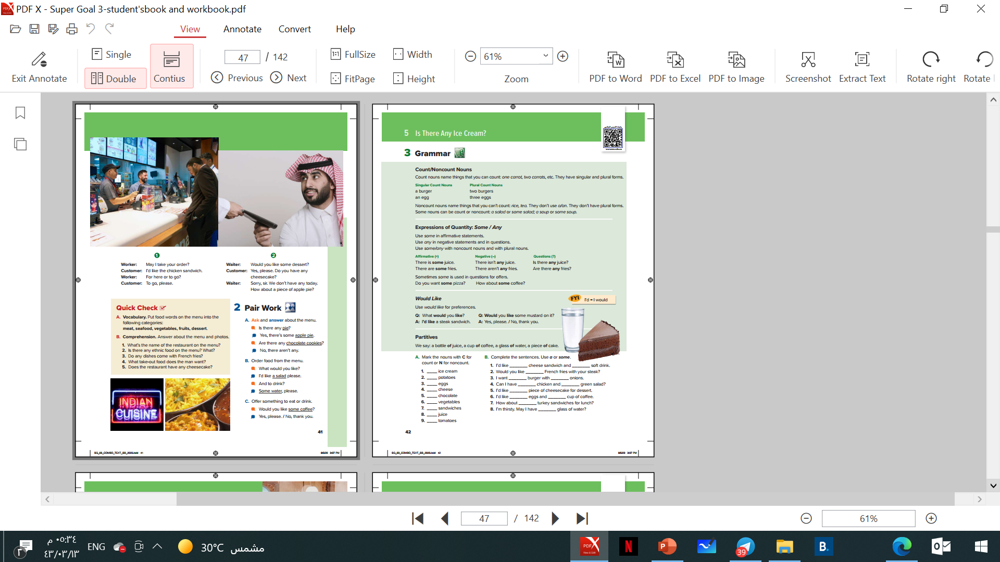 PDF X - Super Goal 3-student'sbook and workbook.pdf
View Annotate Convert Help
Exit Annotate
Single
Double
Contius
47 / 142
Previous Next
FullSize Width
FitPage Height
61%
Zoom
PDF to Word PDF to Excel PDF to Image
Screenshot Extract Text
Rotate right Rotate
1
Worker: May I take your order?
Customer: I'd like the chicken sandwich.
Worker: For here or to go?
Customer: To go, please.
2
Waiter: Would you like some dessert?
Customer: Yes, please. Do you have any
cheesecake?
Waiter: Sorry, sir. We don't have any today.
How about a piece of apple pie?
Quick Check
A. Vocabulary. Put food words on the menu into the
following categories:
meat, seafood, vegetables, fruits, dessert.
B. Comprehension. Answer about the menu and photos.
1. What's the name of the restaurant on the menu?
2. Is there any ethnic food on the menu? What?
3. Do any dishes come with French fries?
4. What take-out food does the man want?
5. Does the restaurant have any cheesecake?
INDIAN
CUISINE
2 Pair Work
A. Ask and answer about the menu.
Is there any pie?
Yes, there's some apple pie.
Are there any chocolate cookies?
No, there aren't any.
B. Order food from the menu.
What would you like?
I'd like a salad please.
And to drink?
Some water, please.
C. Offer something to eat or drink.
Would you like some coffee?
Yes, please. / No, thank you.
41
SG_03_COMBO_TEXT_SB_2020.indd 41
8/5/20 3:07 PM
5 Is There Any Ice Cream?
3 Grammar
Count/Noncount Nouns
Count nouns name things that you can count: one carrot, two carrots, etc. They have singular and plural forms.
Singular Count Nouns Plural Count Nouns
a burger two burgers
an egg three eggs
Noncount nouns name things that you can't count: rice, tea. They don't use a/an. They don't have plural forms.
Some nouns can be count or noncount: a salad or some salad; a soup or some soup.
Expressions of Quantity: Some / Any
Use some in affirmative statements.
Use any in negative statements and in questions.
Use some/any with noncount nouns and with plural nouns.
Affirmative (+) Negative (–) Questions (?)
There is some juice. There isn't any juice. Is there any juice?
There are some fries. There aren't any fries. Are there any fries?
Sometimes some is used in questions for offers.
Do you want some pizza? How about some coffee?
Would Like
FYI I'd = I would
Use would like for preferences.
Q: What would you like? Q: Would you like some mustard on it?
A: I'd like a steak sandwich. A: Yes, please. / No, thank you.
Partitives
We say: a bottle of juice, a cup of coffee, a glass of water, a piece of cake.
A. Mark the nouns with C for
count or N for noncount.
1. ____ ice cream
2. ____ potatoes
3. ____ eggs
4. ____ cheese
5. ____ chocolate
6. ____ vegetables
7. ____ sandwiches
8. ____ juice
9. ____ tomatoes
B. Complete the sentences. Use a or some.
1. I'd like _______ cheese sandwich and _______ soft drink.
2. Would you like _______ French fries with your steak?
3. I want _______ burger with _______ onions.
4. Can I have _______ chicken and _______ green salad?
5. I'd like _______ piece of cheesecake for dessert.
6. I'd like _______ eggs and _______ cup of coffee.
7. How about _______ turkey sandwiches for lunch?
8. I'm thirsty. May I have _______ glass of water?
42
SG_03_COMBO_TEXT_SB_2020.indd 42
8/5/20 3:07 PM
47 / 142
61%
٠٥:٣٤ م
٤٣/٠٣/١٣
ENG
30°C مشمس
39